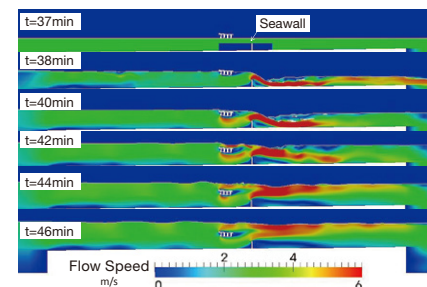 t=37min
Seawall
t=38min
t=40min
t=42min
t=44min
t=46min
2 4
Flow Speed
m/s
0 6